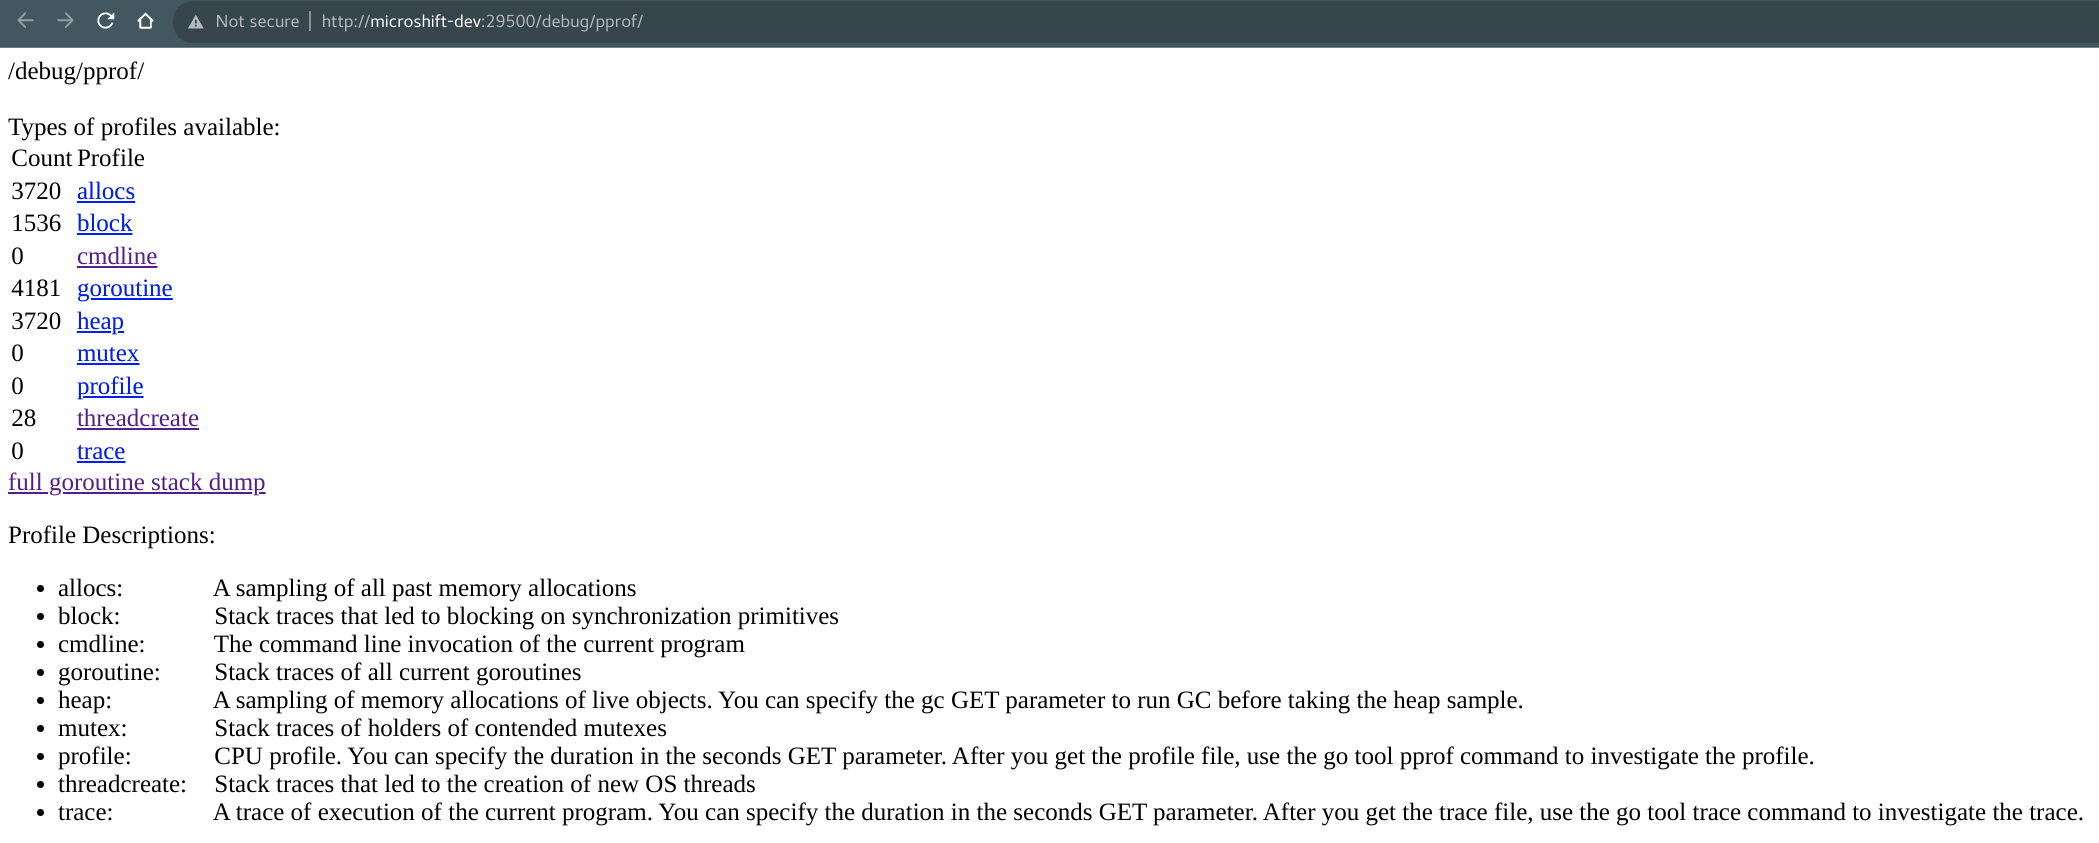 Not secure | http://microshift-dev:29500/debug/pprof/
/debug/pprof/
Types of profiles available:
Count Profile
3720 allocs
1536 block
0 cmdline
4181 goroutine
3720 heap
0 mutex
0 profile
28 threadcreate
0 trace
full goroutine stack dump
Profile Descriptions:
• allocs: A sampling of all past memory allocations
• block: Stack traces that led to blocking on synchronization primitives
• cmdline: The command line invocation of the current program
• goroutine: Stack traces of all current goroutines
• heap: A sampling of memory allocations of live objects. You can specify the gc GET parameter to run GC before taking the heap sample.
• mutex: Stack traces of holders of contended mutexes
• profile: CPU profile. You can specify the duration in the seconds GET parameter. After you get the profile file, use the go tool pprof command to investigate the profile.
• threadcreate: Stack traces that led to the creation of new OS threads
• trace: A trace of execution of the current program. You can specify the duration in the seconds GET parameter. After you get the trace file, use the go tool trace command to investigate the trace.